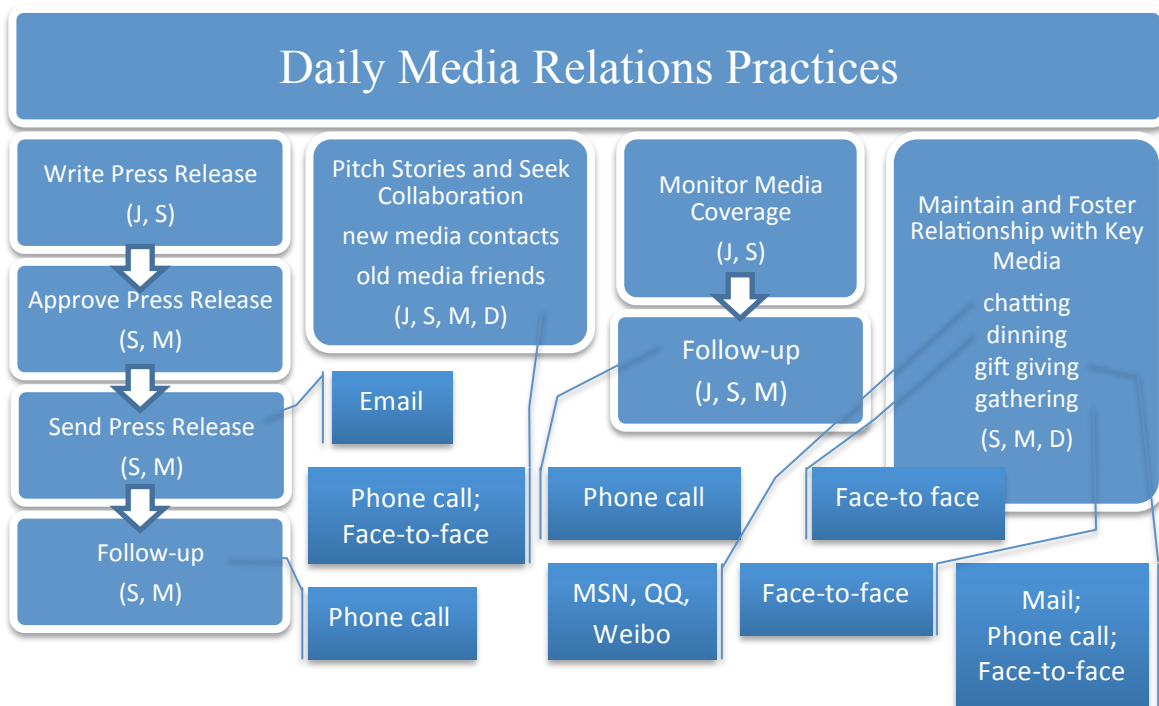 Daily Media Relations Practices
Write Press Release
(J, S)
Approve Press Release
(S, M)
Send Press Release
(S, M)
Follow-up
(S, M)
Email
Phone call
Pitch Stories and Seek
Collaboration
new media contacts
old media friends
(J, S, M, D)
Phone call;
Face-to-face
Monitor Media
Coverage
(J, S)
Follow-up
(J, S, M)
Phone call
Maintain and Foster
Relationship with Key
Media
chatting
dinning
gift giving
gathering
(S, M, D)
MSN, QQ,
Weibo
Face-to face
Face-to-face
Mail;
Phone call;
Face-to-face